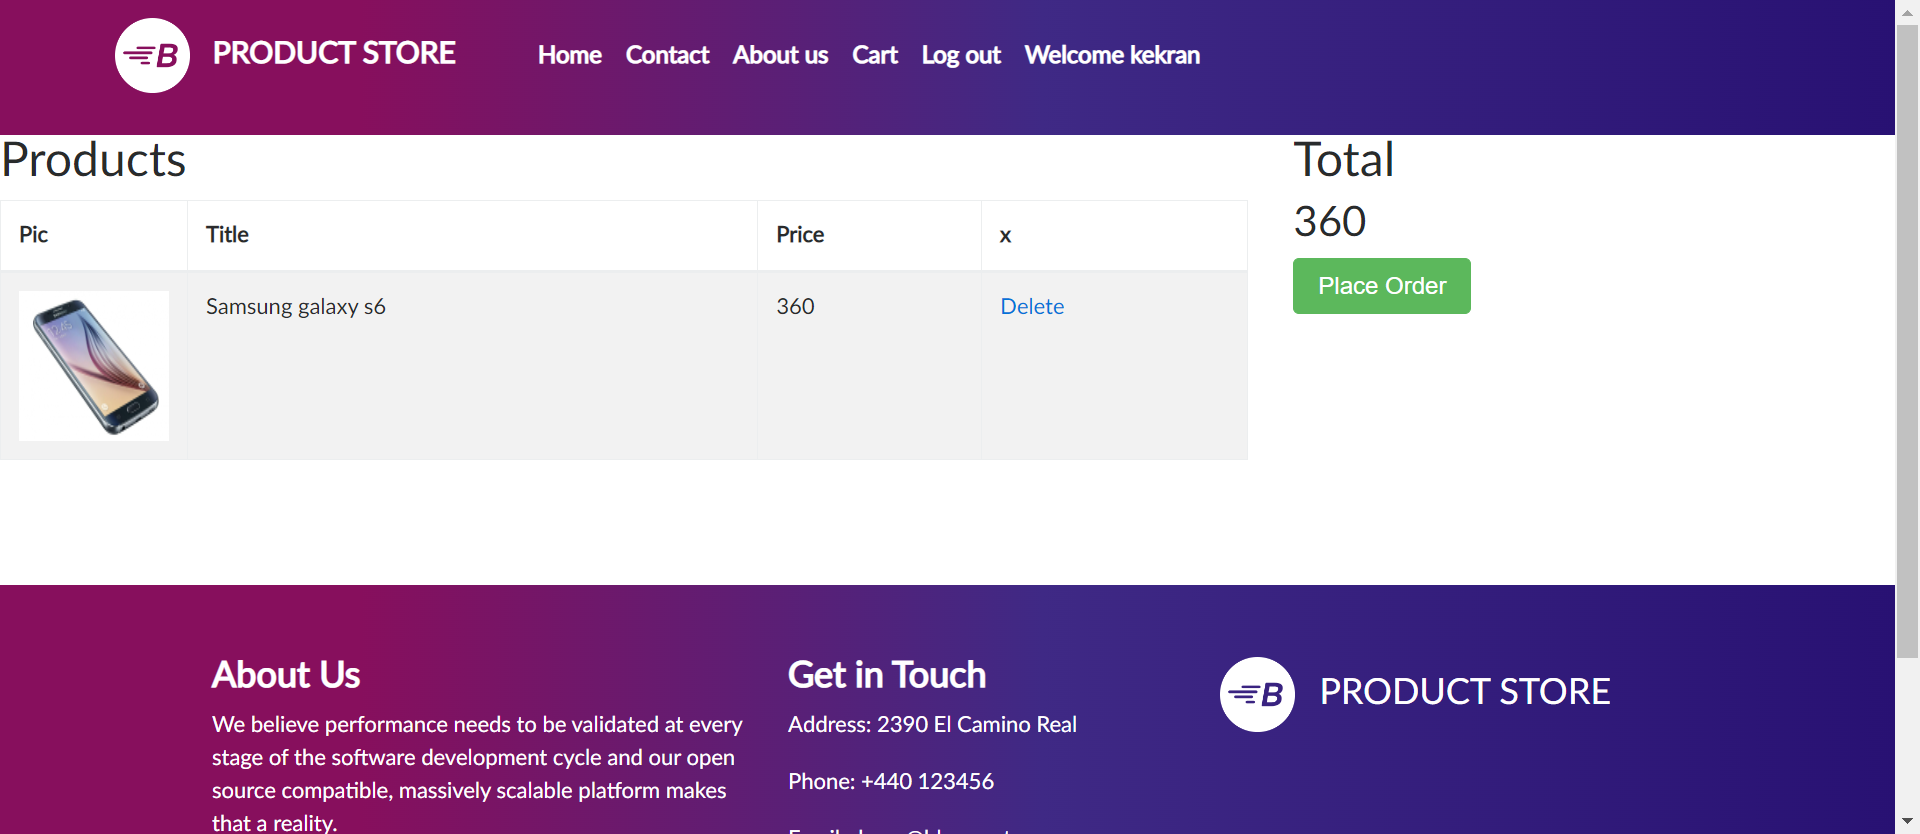 B PRODUCT STORE Home Contact About us Cart Log out Welcome kekran
Products
Pic Title Price x
Samsung galaxy s6 360 Delete
Total
360
Place Order
About Us
We believe performance needs to be validated at every
stage of the software development cycle and our open
source compatible, massively scalable platform makes
that a reality.
Get in Touch
Address: 2390 El Camino Real
Phone: +440 123456
B PRODUCT STORE